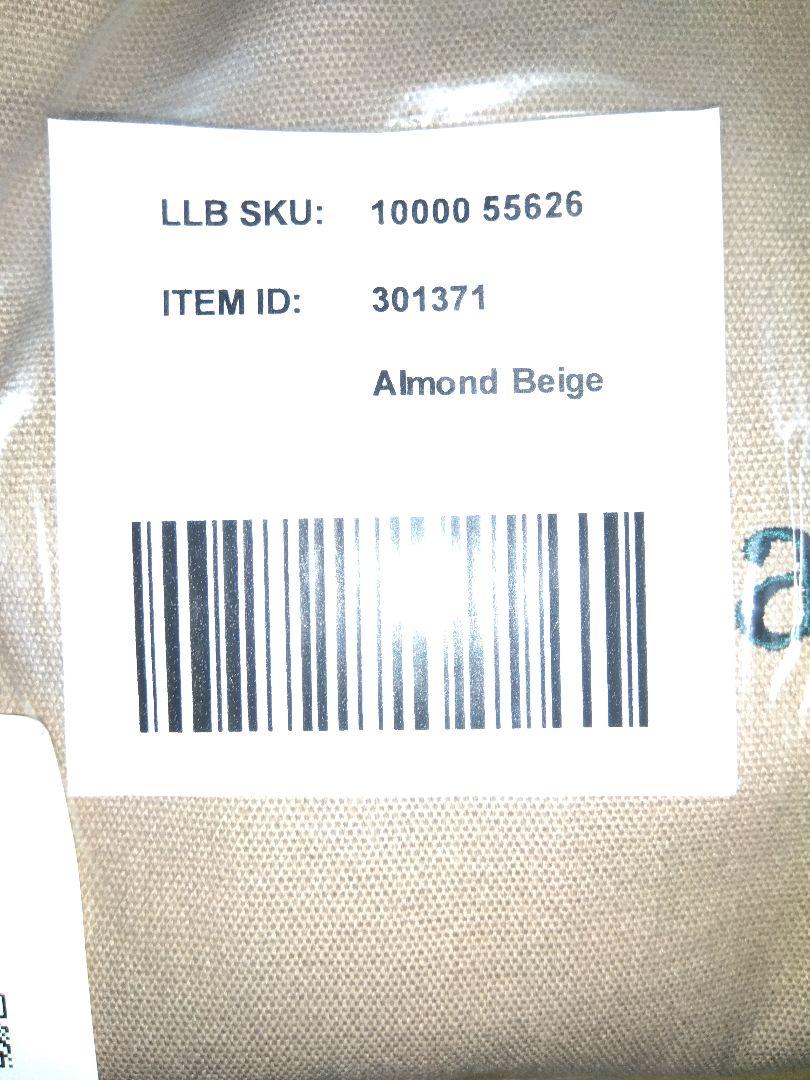 LLB SKU: 10000 55626
ITEM ID: 301371
Almond Beige
a